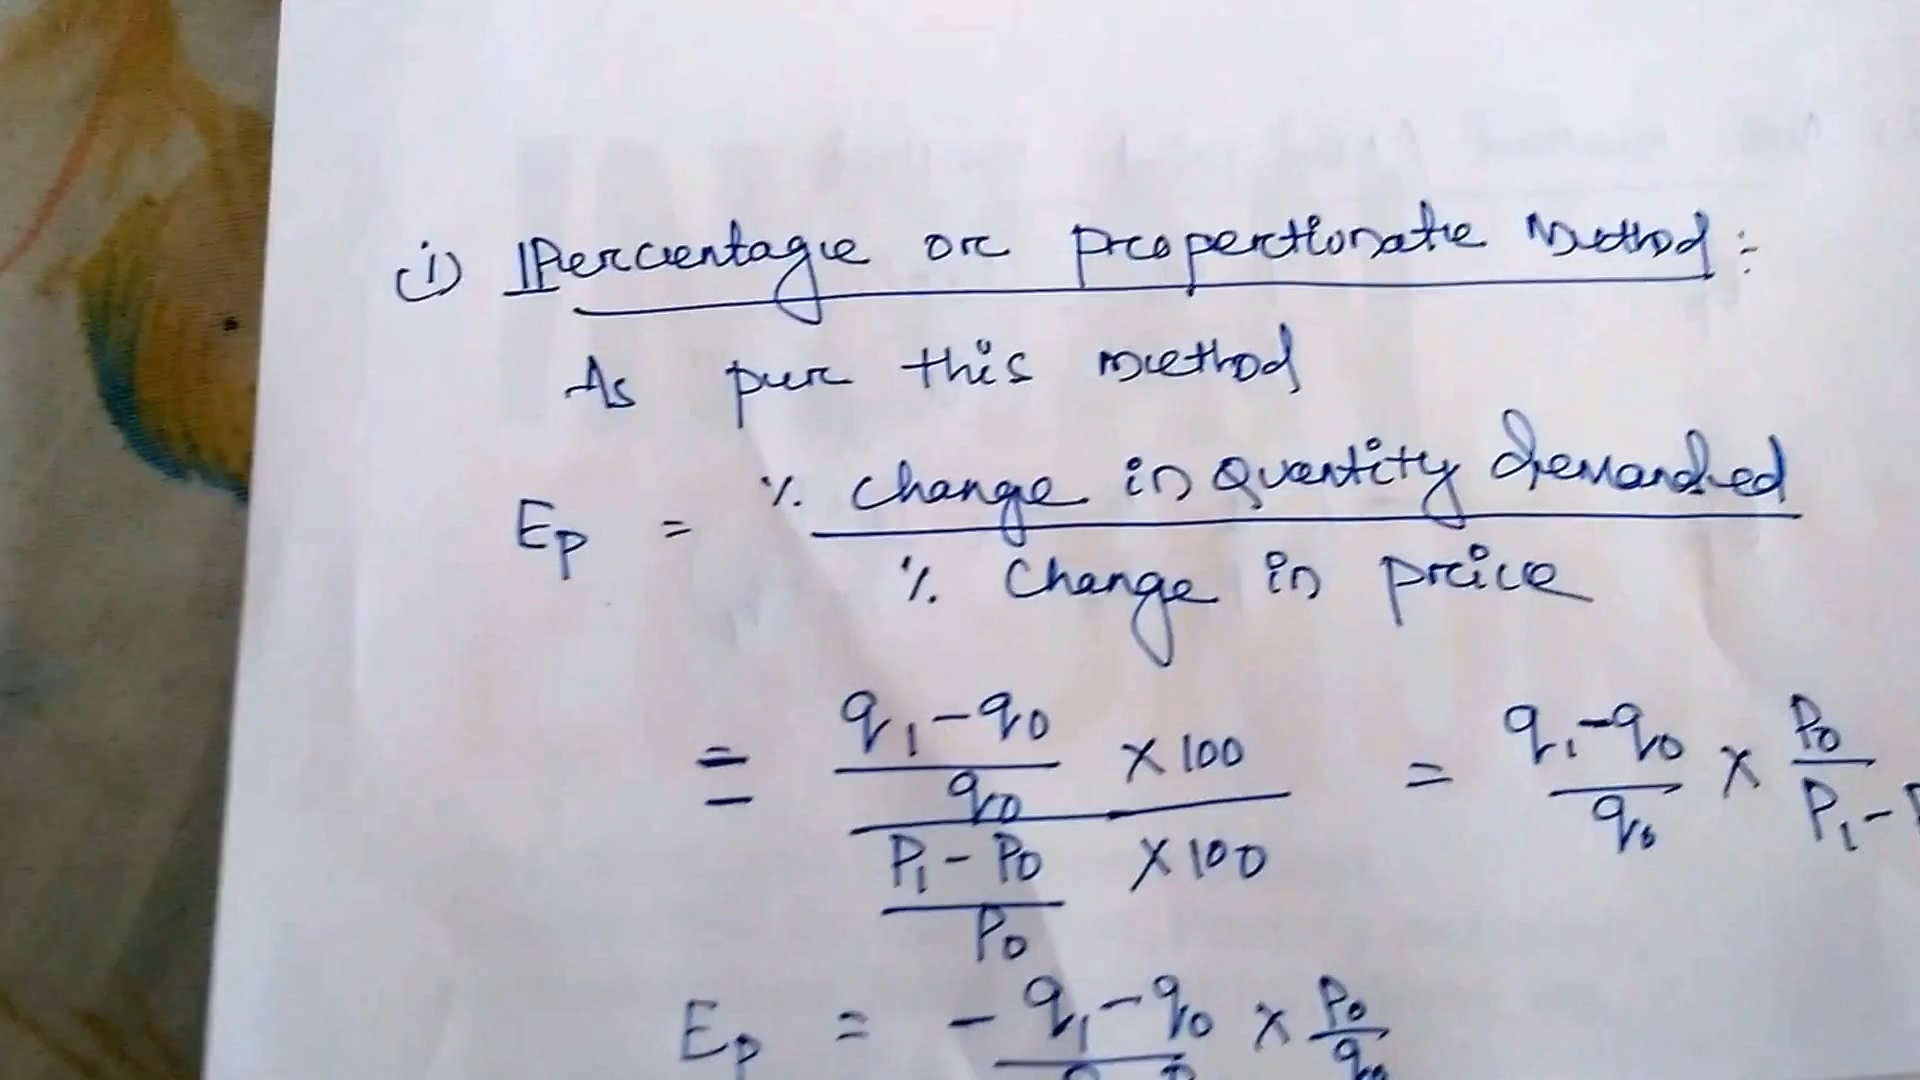 (i) Percentage or propertionate Method :-
As per this method
Ep = % change in Quantity demanded / % change in price
= (q₁-q₀ / q₀ × 100) / (P₁-P₀ / P₀ × 100) = q₁-q₀ / q₀ × P₀ / P₁-
Ep = - q₁-q₀ × P₀ / q₀